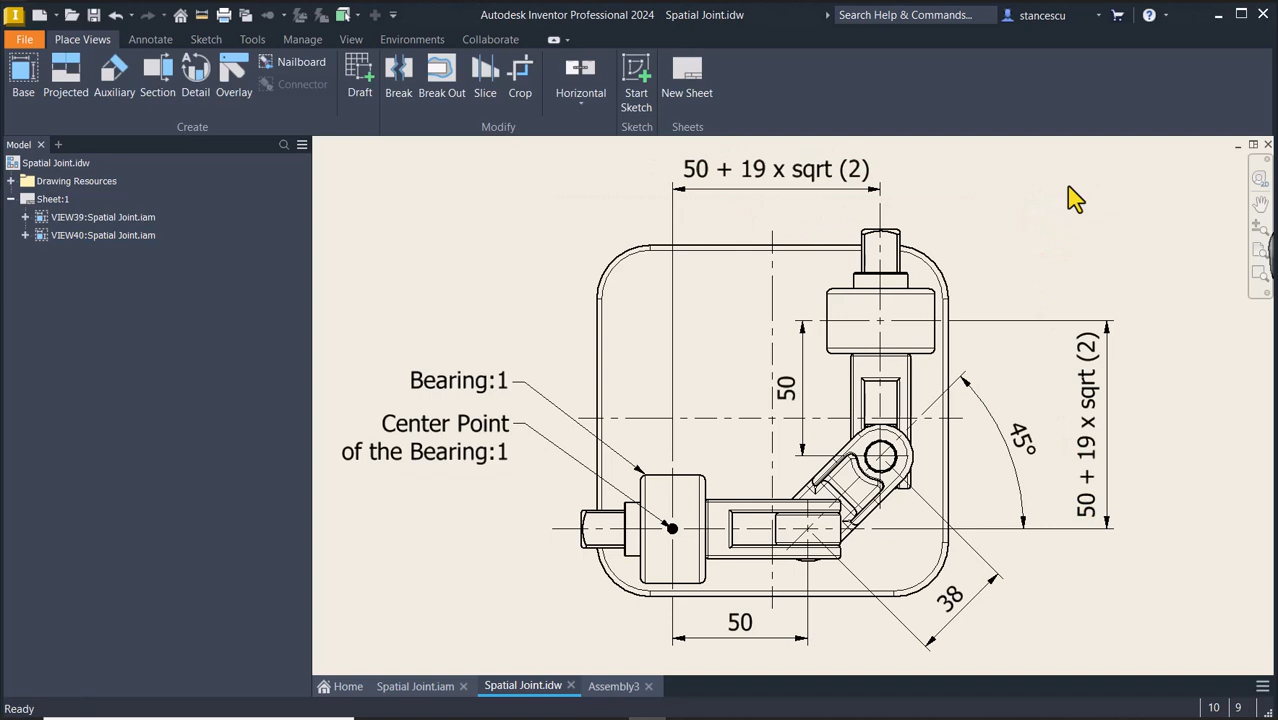 Autodesk Inventor Professional 2024 Spatial Joint.idw
Search Help & Commands...
stancescu
File Place Views Annotate Sketch Tools Manage View Environments Collaborate
Base Projected Auxiliary Section Detail Overlay
Nailboard
Connector
Draft
Break Break Out Slice Crop
Horizontal
Start
Sketch
New Sheet
Create Modify Sketch Sheets
Model
Spatial Joint.idw
Drawing Resources
Sheet:1
VIEW39:Spatial Joint.iam
VIEW40:Spatial Joint.iam
50 + 19 x sqrt (2)
Bearing:1
Center Point
of the Bearing:1
50
45°
50 + 19 x sqrt (2)
38
50
Home Spatial Joint.iam Spatial Joint.idw Assembly3
Ready
10 9